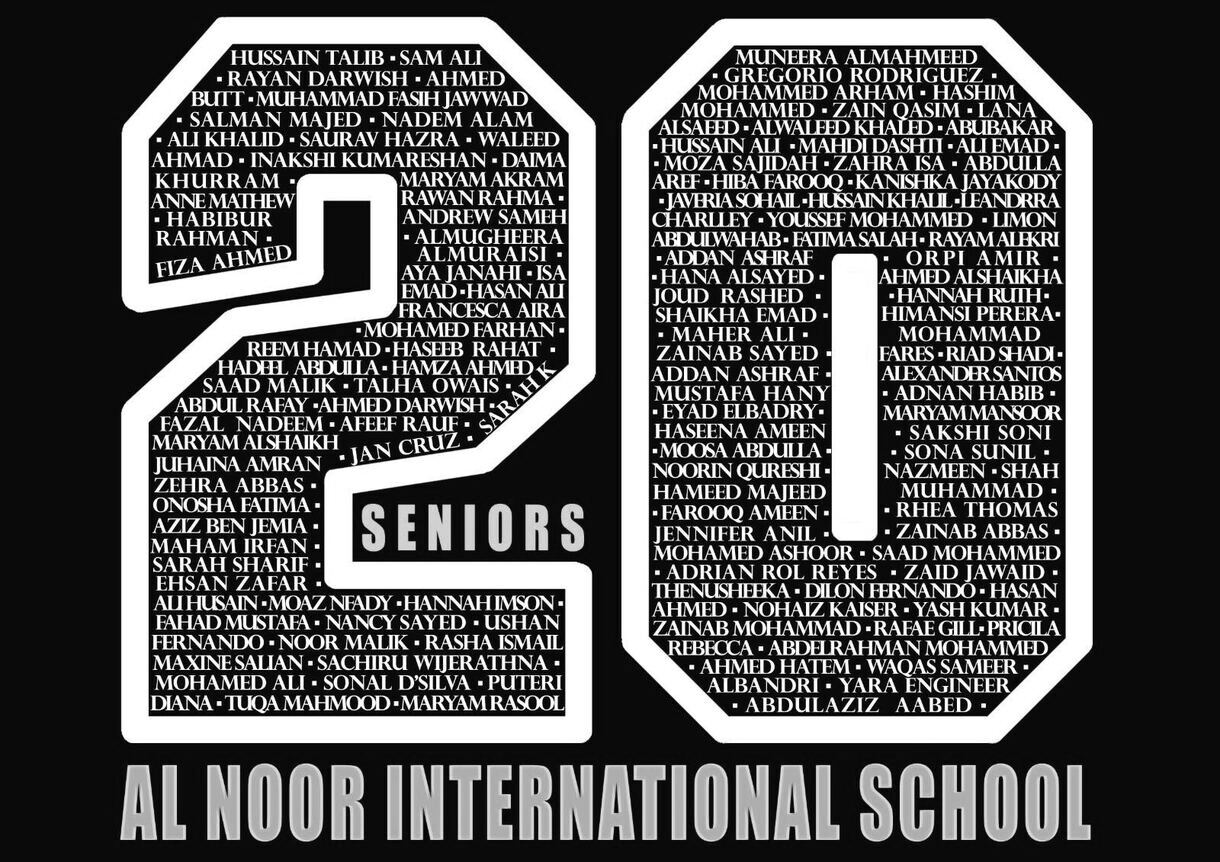 HUSSAIN TALIB · SAM ALI
· RAYAN DARWISH · AHMED
BUTT · MUHAMMAD FASIH JAWWAD
· SALMAN MAJED · NADEM ALAM
· ALI KHALID · SAURAV HAZRA · WALEED
AHMAD · INAKSHI KUMARESHAN · DAIMA
KHURRAM ·
ANNE MATHEW
· HABIBUR
RAHMAN ·
FIZA AHMED
MARYAM AKRAM
RAWAN RAHMA ·
ANDREW SAMEH
· ALMUGHEERA
ALMURAISI ·
AYA JANAHI · ISA
EMAD · HASAN ALI
FRANCESCA AIRA
· MOHAMED FARHAN ·
REEM HAMAD · HASEEB RAHAT ·
HADEEL ABDULLA · HAMZA AHMED
SAAD MALIK · TALHA OWAIS ·
SARAH K
ABDUL RAFAY · AHMED DARWISH ·
FAZAL NADEEM · AFEEF RAUF ·
MARYAM ALSHAIKH
· JAN CRUZ ·
JUHAINA AMRAN
ZEHRA ABBAS ·
ONOSHA FATIMA ·
AZIZ BEN JEMIA ·
MAHAM IRFAN ·
SARAH SHARIF ·
EHSAN ZAFAR ·
SENIORS
ALI HUSAIN · MOAZ NFADY · HANNAH IMSON ·
FAHAD MUSTAFA · NANCY SAYED · USHAN
FERNANDO · NOOR MALIK · RASHA ISMAIL
MAXINE SALIAN · SACHIRU WIJERATHNA ·
MOHAMED ALI · SONAL D'SILVA · PUTERI
DIANA · TUQA MAHMOOD · MARYAM RASOOL
MUNEERA ALMAHMEED
· GREGORIO RODRIGUEZ ·
MOHAMMED ARHAM · HASHIM
MOHAMMED · ZAIN QASIM · LANA
ALSAEED · ALWALEED KHALED · ABUBAKAR
· HUSSAIN ALI · MAHDI DASHTI · ALI EMAD ·
· MOZA SAJIDAH · ZAHRA ISA · ABDULLA
AREF · HIBA FAROOQ · KANISHKA JAYAKODY
· JAVERIA SOHAIL · HUSSAIN KHALIL · LEANDRRA
CHARLLEY · YOUSSEF MOHAMMED · LIMON
ABDULWAHAB · FATIMA SALAH · RAYAM ALEKRI
· ADDAN ASHRAF
· HANA ALSAYED ·
JOUD RASHED ·
SHAIKHA EMAD ·
· MAHER ALI ·
ZAINAB SAYED ·
ADDAN ASHRAF ·
MUSTAFA HANY
· EYAD ELBADRY ·
HASEENA AMEEN
· MOOSA ABDULLA
NOORIN QURESHI ·
HAMEED MAJEED
· FAROOQ AMEEN ·
JENNIFER ANIL ·
· ORPI AMIR ·
AHMED ALSHAIKHA
· HANNAH RUTH ·
HIMANSI PERERA ·
MOHAMMAD
FARES · RIAD SHADI ·
ALEXANDER SANTOS
ADNAN HABIB ·
MARYAM MANSOOR
· SAKSHI SONI
· SONA SUNIL ·
NAZMEEN · SHAH
MUHAMMAD ·
· RHEA THOMAS
· ZAINAB ABBAS ·
MOHAMED ASHOOR · SAAD MOHAMMED
· ADRIAN ROL REYES · ZAID JAWAID ·
THENUSHEEKA · DILON FERNANDO · HASAN
AHMED · NOHAIZ KAISER · YASH KUMAR ·
ZAINAB MOHAMMAD · RAFAE GILL · PRICILA
REBECCA · ABDELRAHMAN MOHAMMED
· AHMED HATEM · WAQAS SAMEER ·
ALBANDRI · YARA ENGINEER
· ABDULAZIZ AABED ·
AL NOOR INTERNATIONAL SCHOOL